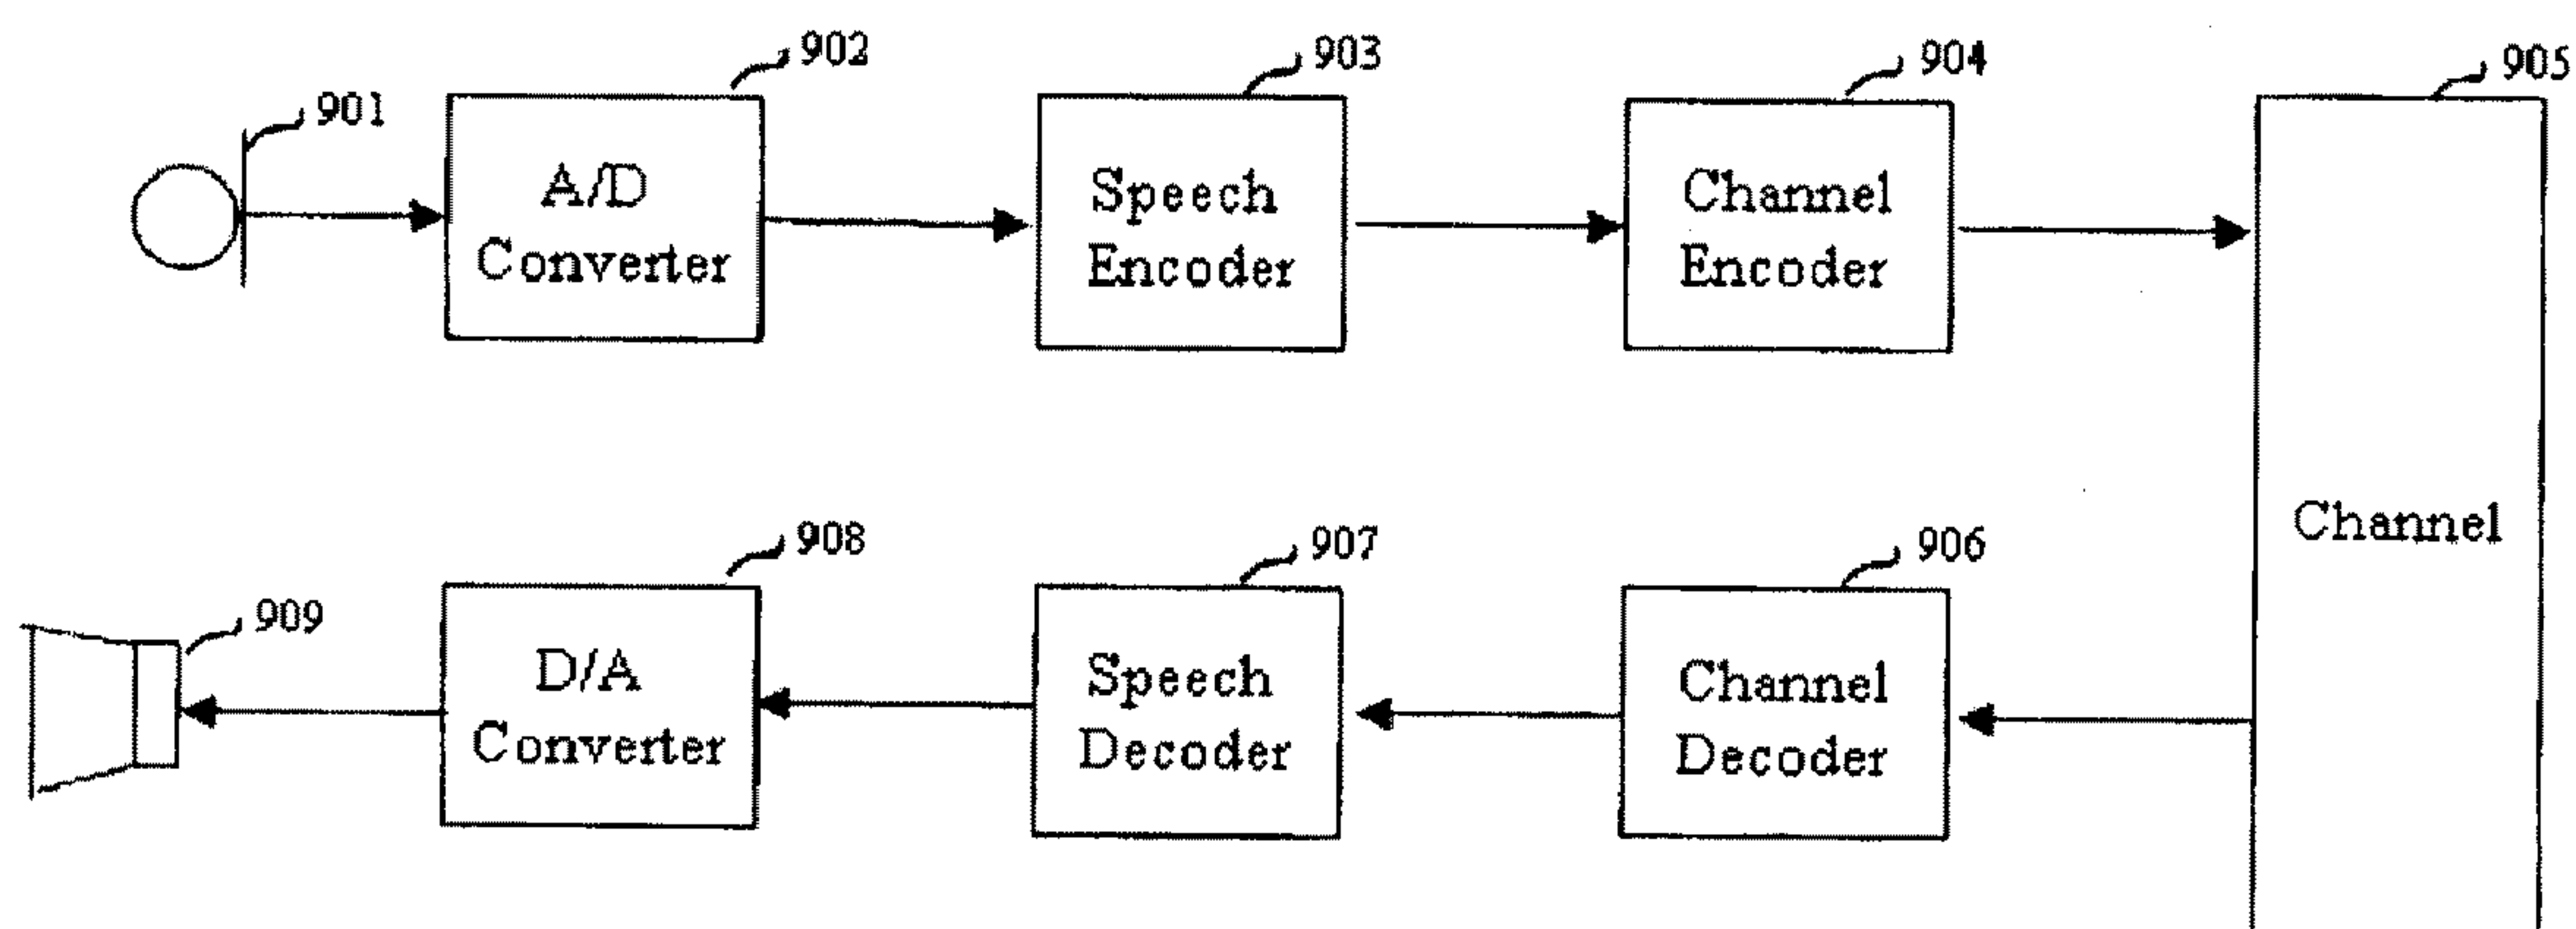 901
902
A/D
Converter
903
Speech
Encoder
904
Channel
Encoder
905
Channel
906
Channel
Decoder
907
Speech
Decoder
908
D/A
Converter
909